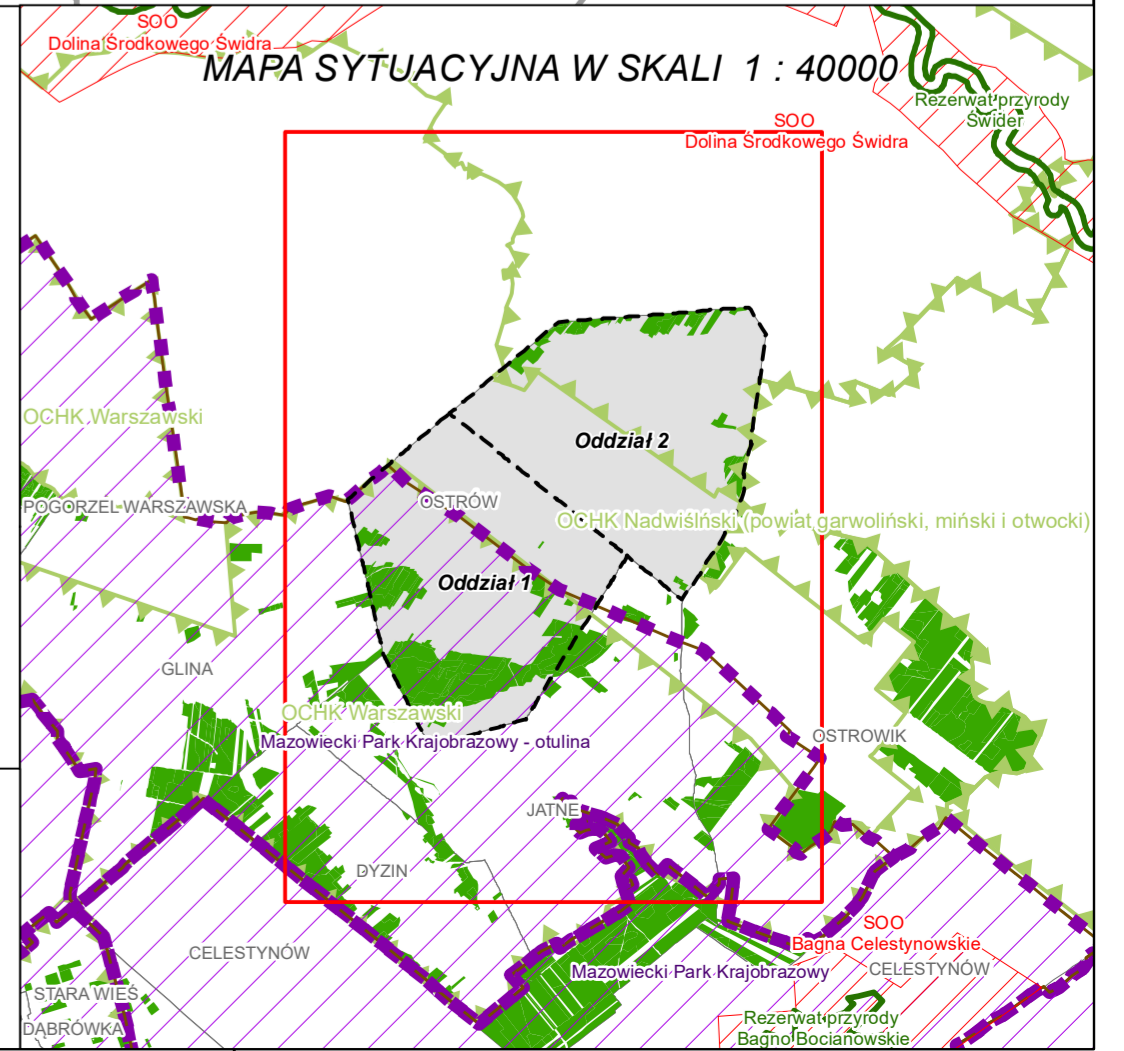 SOO
Dolina Środkowego Świdra
MAPA SYTUACYJNA W SKALI 1 : 40000
Rezerwat przyrody
Świder
SOO
Dolina Środkowego Świdra
OCHK Warszawski
Oddział 2
POGORZEL WARSZAWSKA
OSTRÓW
OCHK Nadwiślński (powiat garwoliński, miński i otwocki)
Oddział 1
GLINA
OCHK Warszawski
Mazowiecki Park Krajobrazowy - otulina
OSTROWIK
JATNE
DYZIN
SOO
Bagna Celestynowskie
CELESTYNÓW
Mazowiecki Park Krajobrazowy
CELESTYNÓW
STARA WIEŚ
Rezerwat przyrody
Bagno Bocianowskie
DĄBRÓWKA